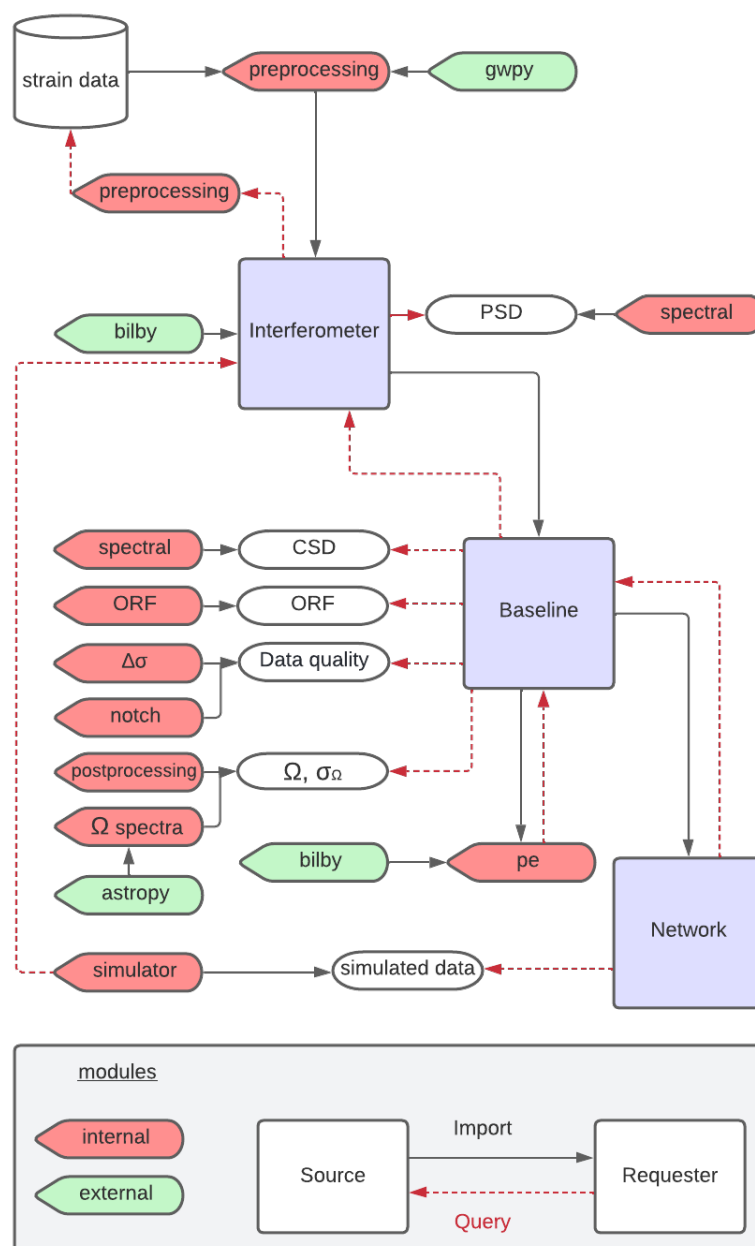 strain data
preprocessing
gwpy
preprocessing
bilby
Interferometer
PSD
spectral
spectral
CSD
ORF
ORF
Baseline
Δσ
Data quality
notch
postprocessing
Ω, σΩ
Ω spectra
bilby
pe
astropy
Network
simulator
simulated data
modules
internal
external
Source
Import
Requester
Query